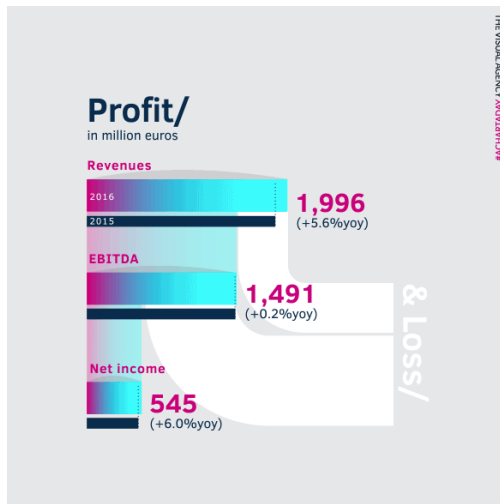 Profit/
in million euros
Revenues
2016
1,996
2015
(+5.6%yoy)
EBITDA
1,491
(+0.2%yoy)
& Loss/
Net income
545
(+6.0%yoy)
THE VISUAL AGENCY